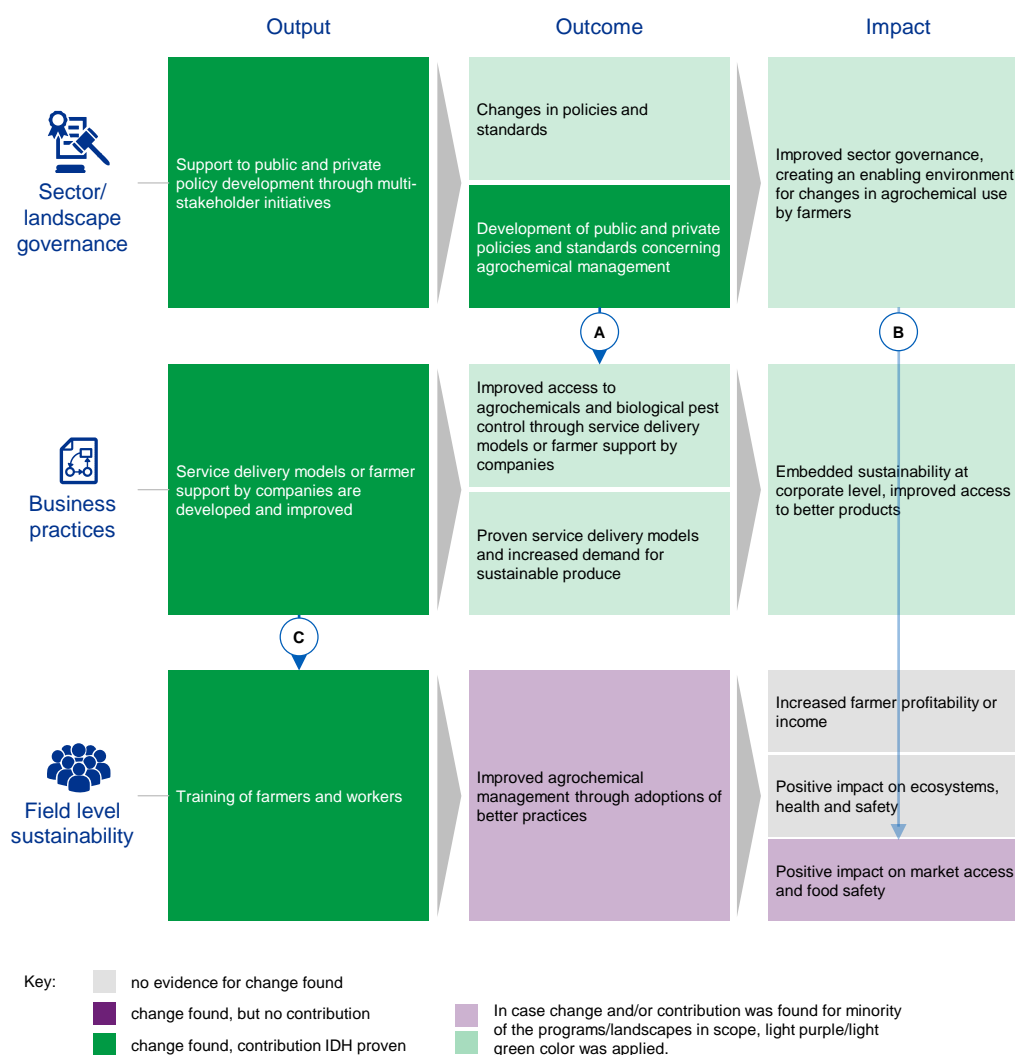 Output
Outcome
Impact
Sector/
landscape
governance
Support to public and private
policy development through multi-
stakeholder initiatives
Changes in policies and
standards
Development of public and private
policies and standards concerning
agrochemical management
Improved sector governance,
creating an enabling environment
for changes in agrochemical use
by farmers
A
B
Business
practices
Service delivery models or farmer
support by companies are
developed and improved
Improved access to
agrochemicals and biological pest
control through service delivery
models or farmer support by
companies
Proven service delivery models
and increased demand for
sustainable produce
Embedded sustainability at
corporate level, improved access
to better products
C
Field level
sustainability
Training of farmers and workers
Improved agrochemical
management through adoptions of
better practices
Increased farmer profitability or
income
Positive impact on ecosystems,
health and safety
Positive impact on market access
and food safety
Key:
no evidence for change found
change found, but no contribution
change found, contribution IDH proven
In case change and/or contribution was found for minority
of the programs/landscapes in scope, light purple/light
green color was applied.